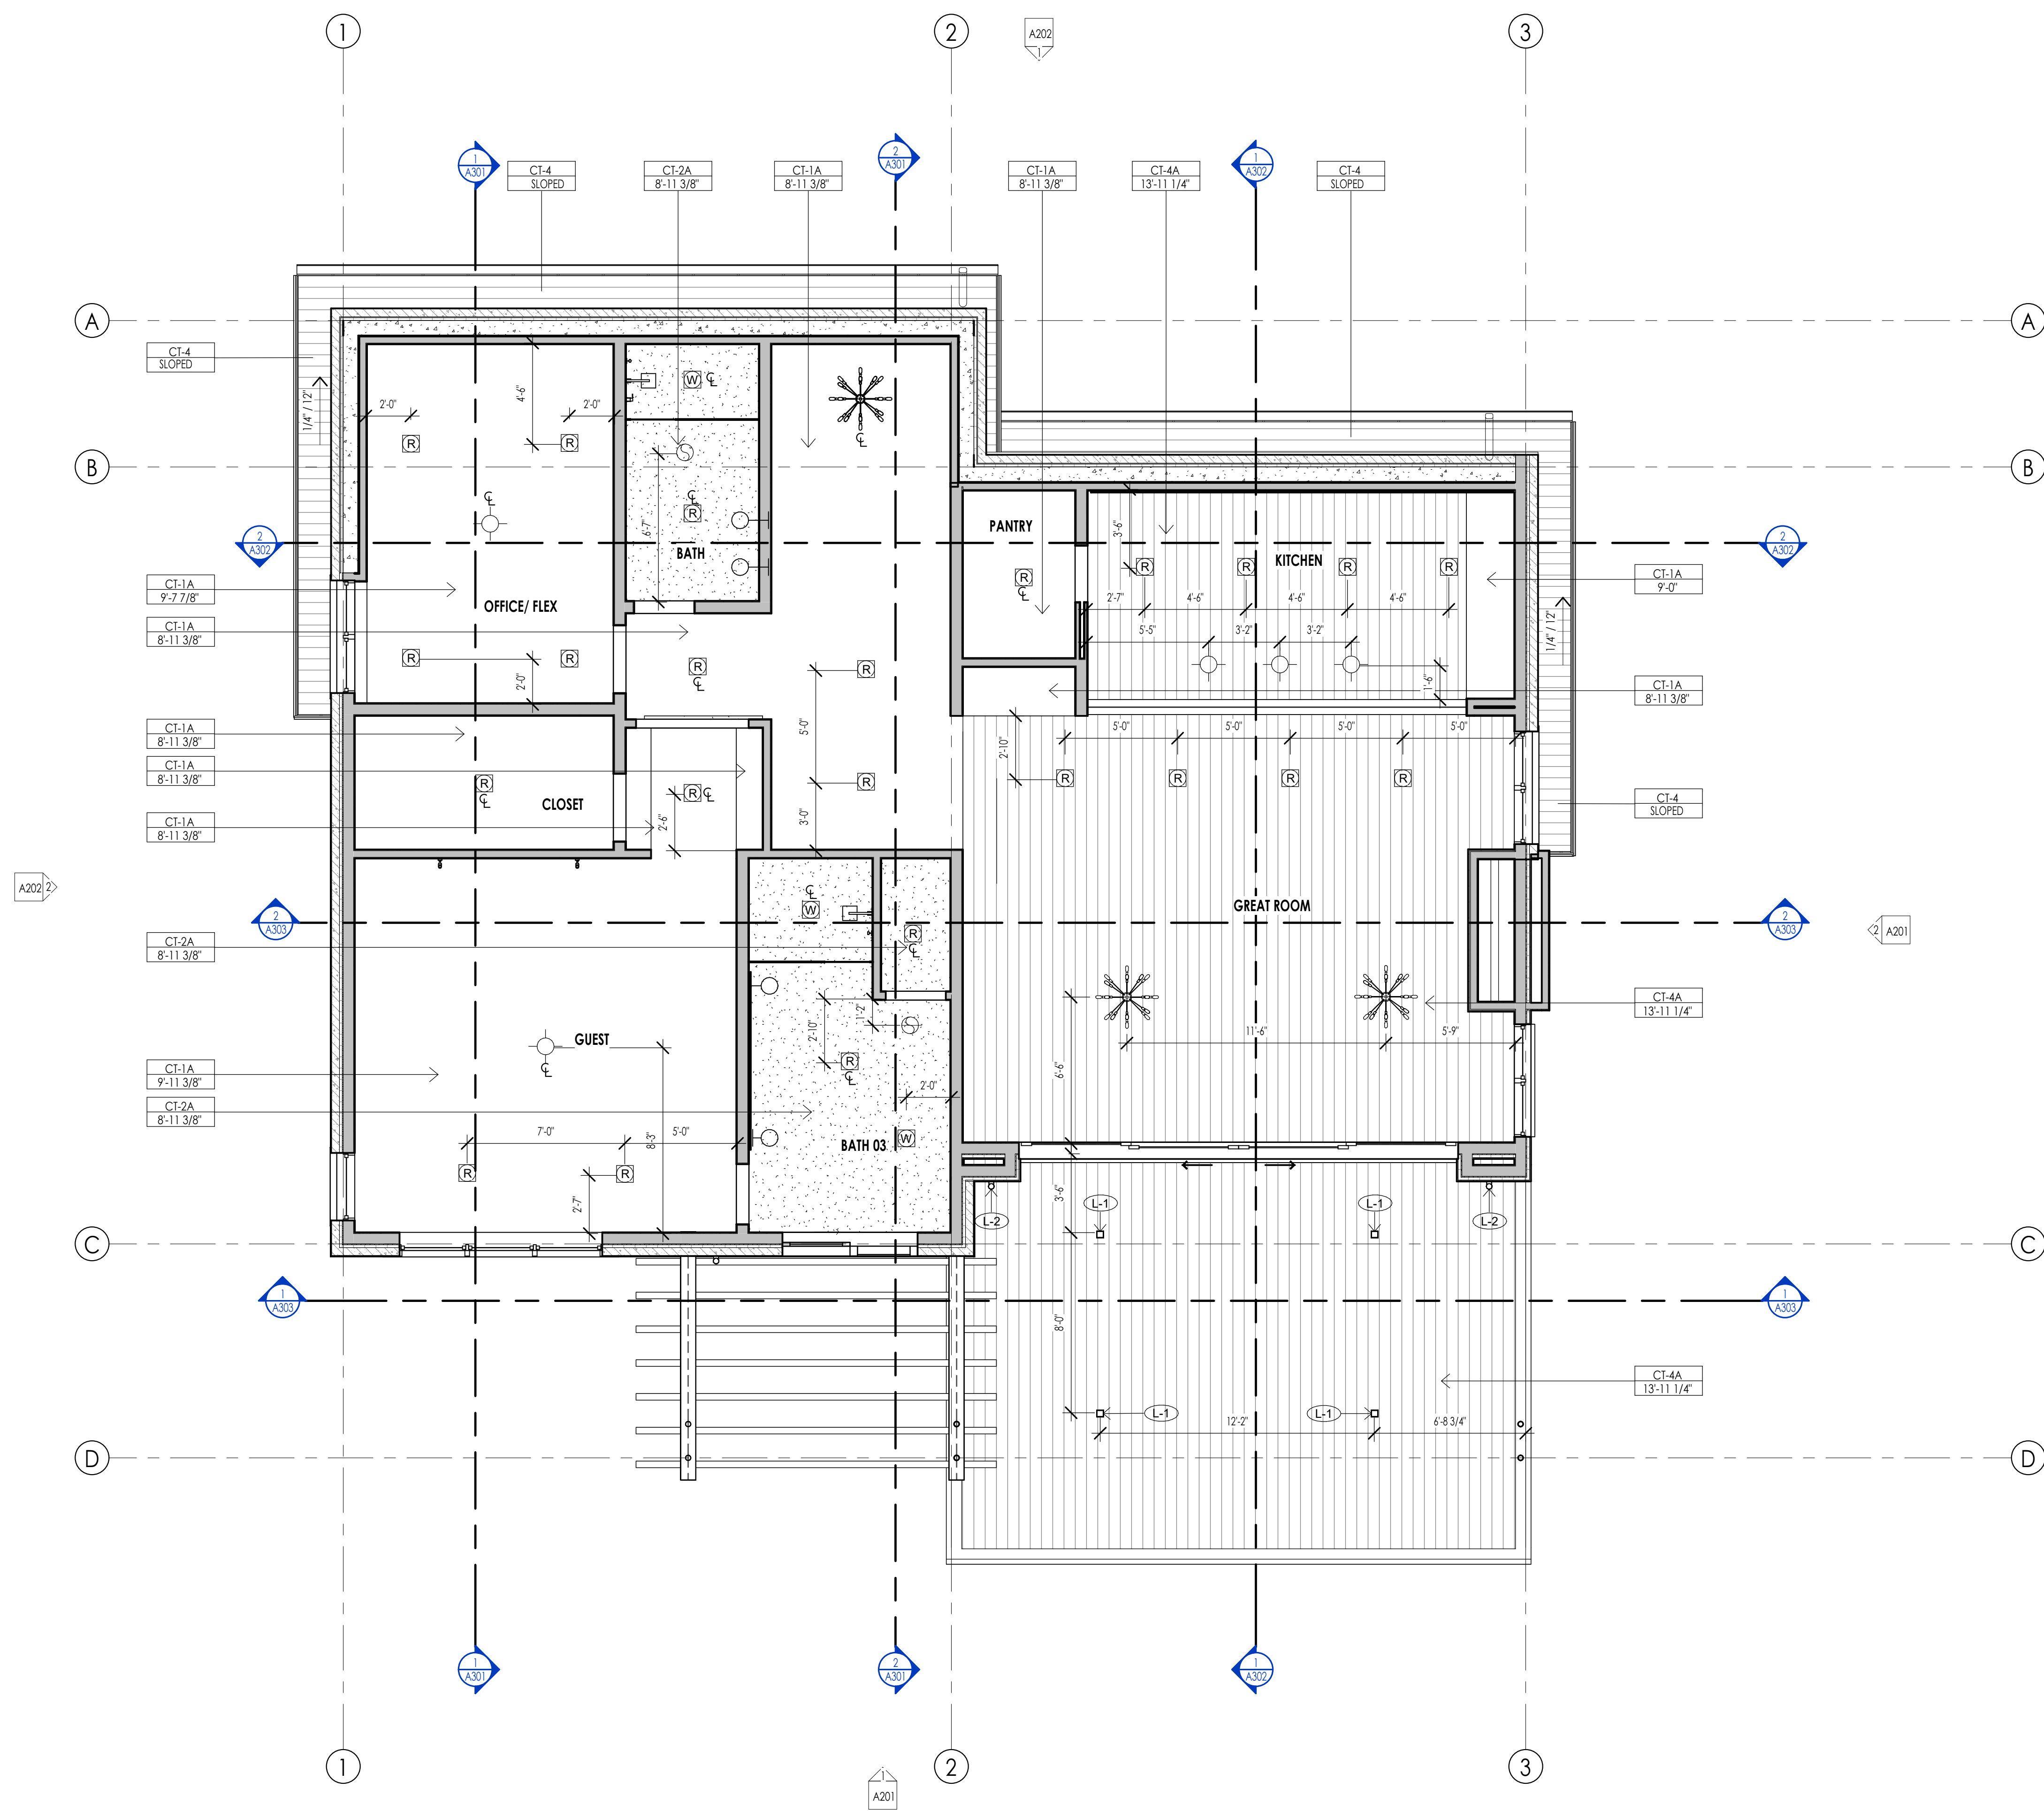 1
2
3
A202
1
1
A301
2
A301
1
A302
CT-4
SLOPED
CT-2A
8'-11 3/8"
CT-1A
8'-11 3/8"
CT-1A
8'-11 3/8"
CT-4A
13'-11 1/4"
CT-4
SLOPED
A
A
CT-4
SLOPED
1/4" / 12"
4'-6"
2'-0"
2'-0"
W
℄
R
R
℄
B
B
℄
℄
R
6'-7"
BATH
2
A302
PANTRY
3'-6"
KITCHEN
2
A302
R
R
R
R
R
℄
CT-1A
9'-0"
CT-1A
9'-7 7/8"
OFFICE/ FLEX
2'-7"
4'-6"
4'-6"
4'-6"
5'-5"
3'-2"
3'-2"
1/4" / 12"
CT-1A
8'-11 3/8"
R
R
2'-0"
R
℄
R
1'-6"
CT-1A
8'-11 3/8"
CT-1A
8'-11 3/8"
5'-0"
2'-10"
5'-0"
5'-0"
5'-0"
5'-0"
CT-1A
8'-11 3/8"
R
℄
R
℄
R
R
R
R
R
CLOSET
CT-4
SLOPED
CT-1A
8'-11 3/8"
2'-6"
3'-0"
A202
2
2
A303
℄
W
R
℄
GREAT ROOM
2
A303
2
A201
CT-2A
8'-11 3/8"
CT-4A
13'-11 1/4"
2'-10"
1'-2"
11'-6"
5'-9"
GUEST
℄
R
℄
6'-6"
CT-1A
9'-11 3/8"
2'-0"
CT-2A
8'-11 3/8"
7'-0"
5'-0"
8'-3"
BATH 03
W
R
R
2'-7"
3'-6"
L-2
L-1
L-1
L-2
C
C
1
A303
1
A303
8'-0"
CT-4A
13'-11 1/4"
L-1
L-1
12'-2"
6'-8 3/4"
D
D
1
A301
2
A301
1
A302
1
2
3
1
A201